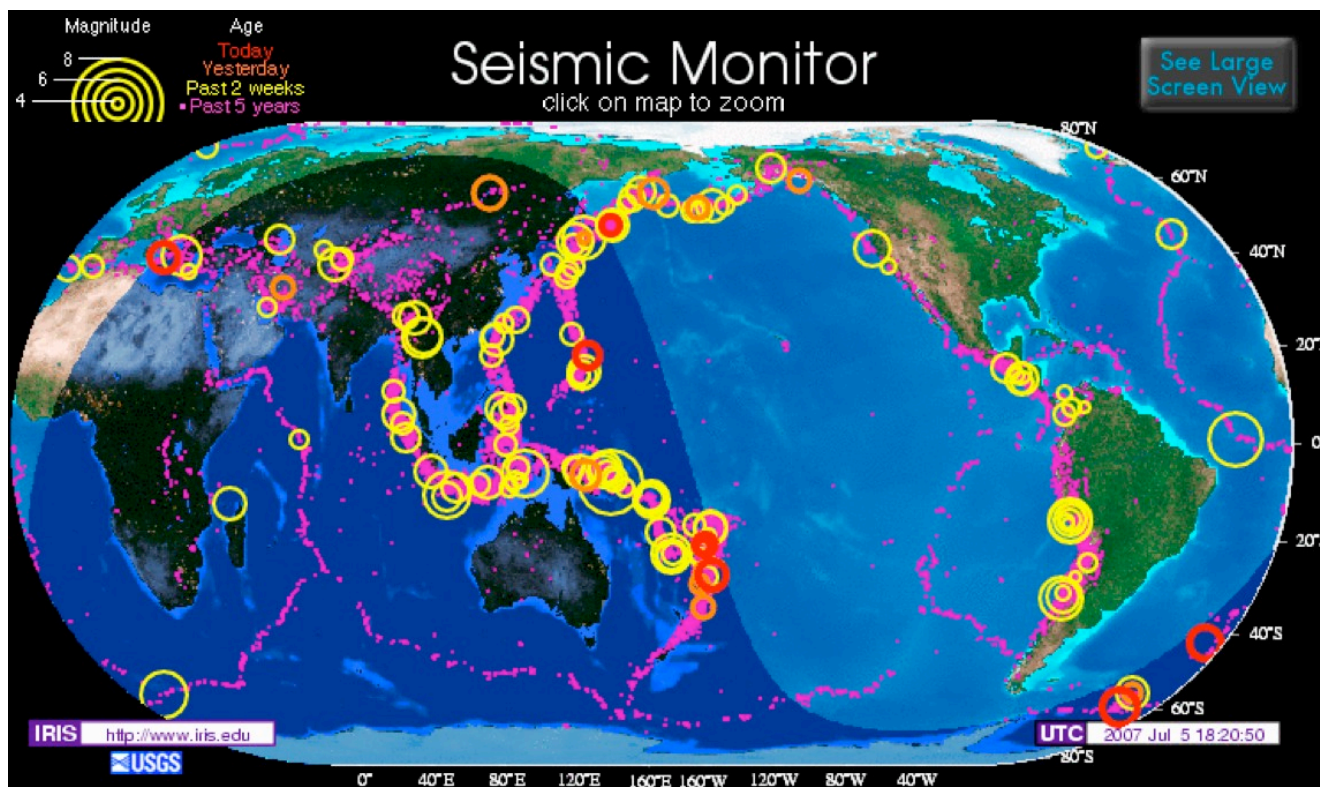 Magnitude
Age
Seismic Monitor
click on map to zoom
8
6
4
Today
Yesterday
Past 2 weeks
Past 5 years
See Large
Screen View
80°N
60°N
40°N
20°N
0°
20°S
40°S
60°S
80°S
IRIS http://www.iris.edu
USGS
UTC 2007 Jul 5 18:20:50
0° 40°E 80°E 120°E 160°E 160°W 120°W 80°W 40°W